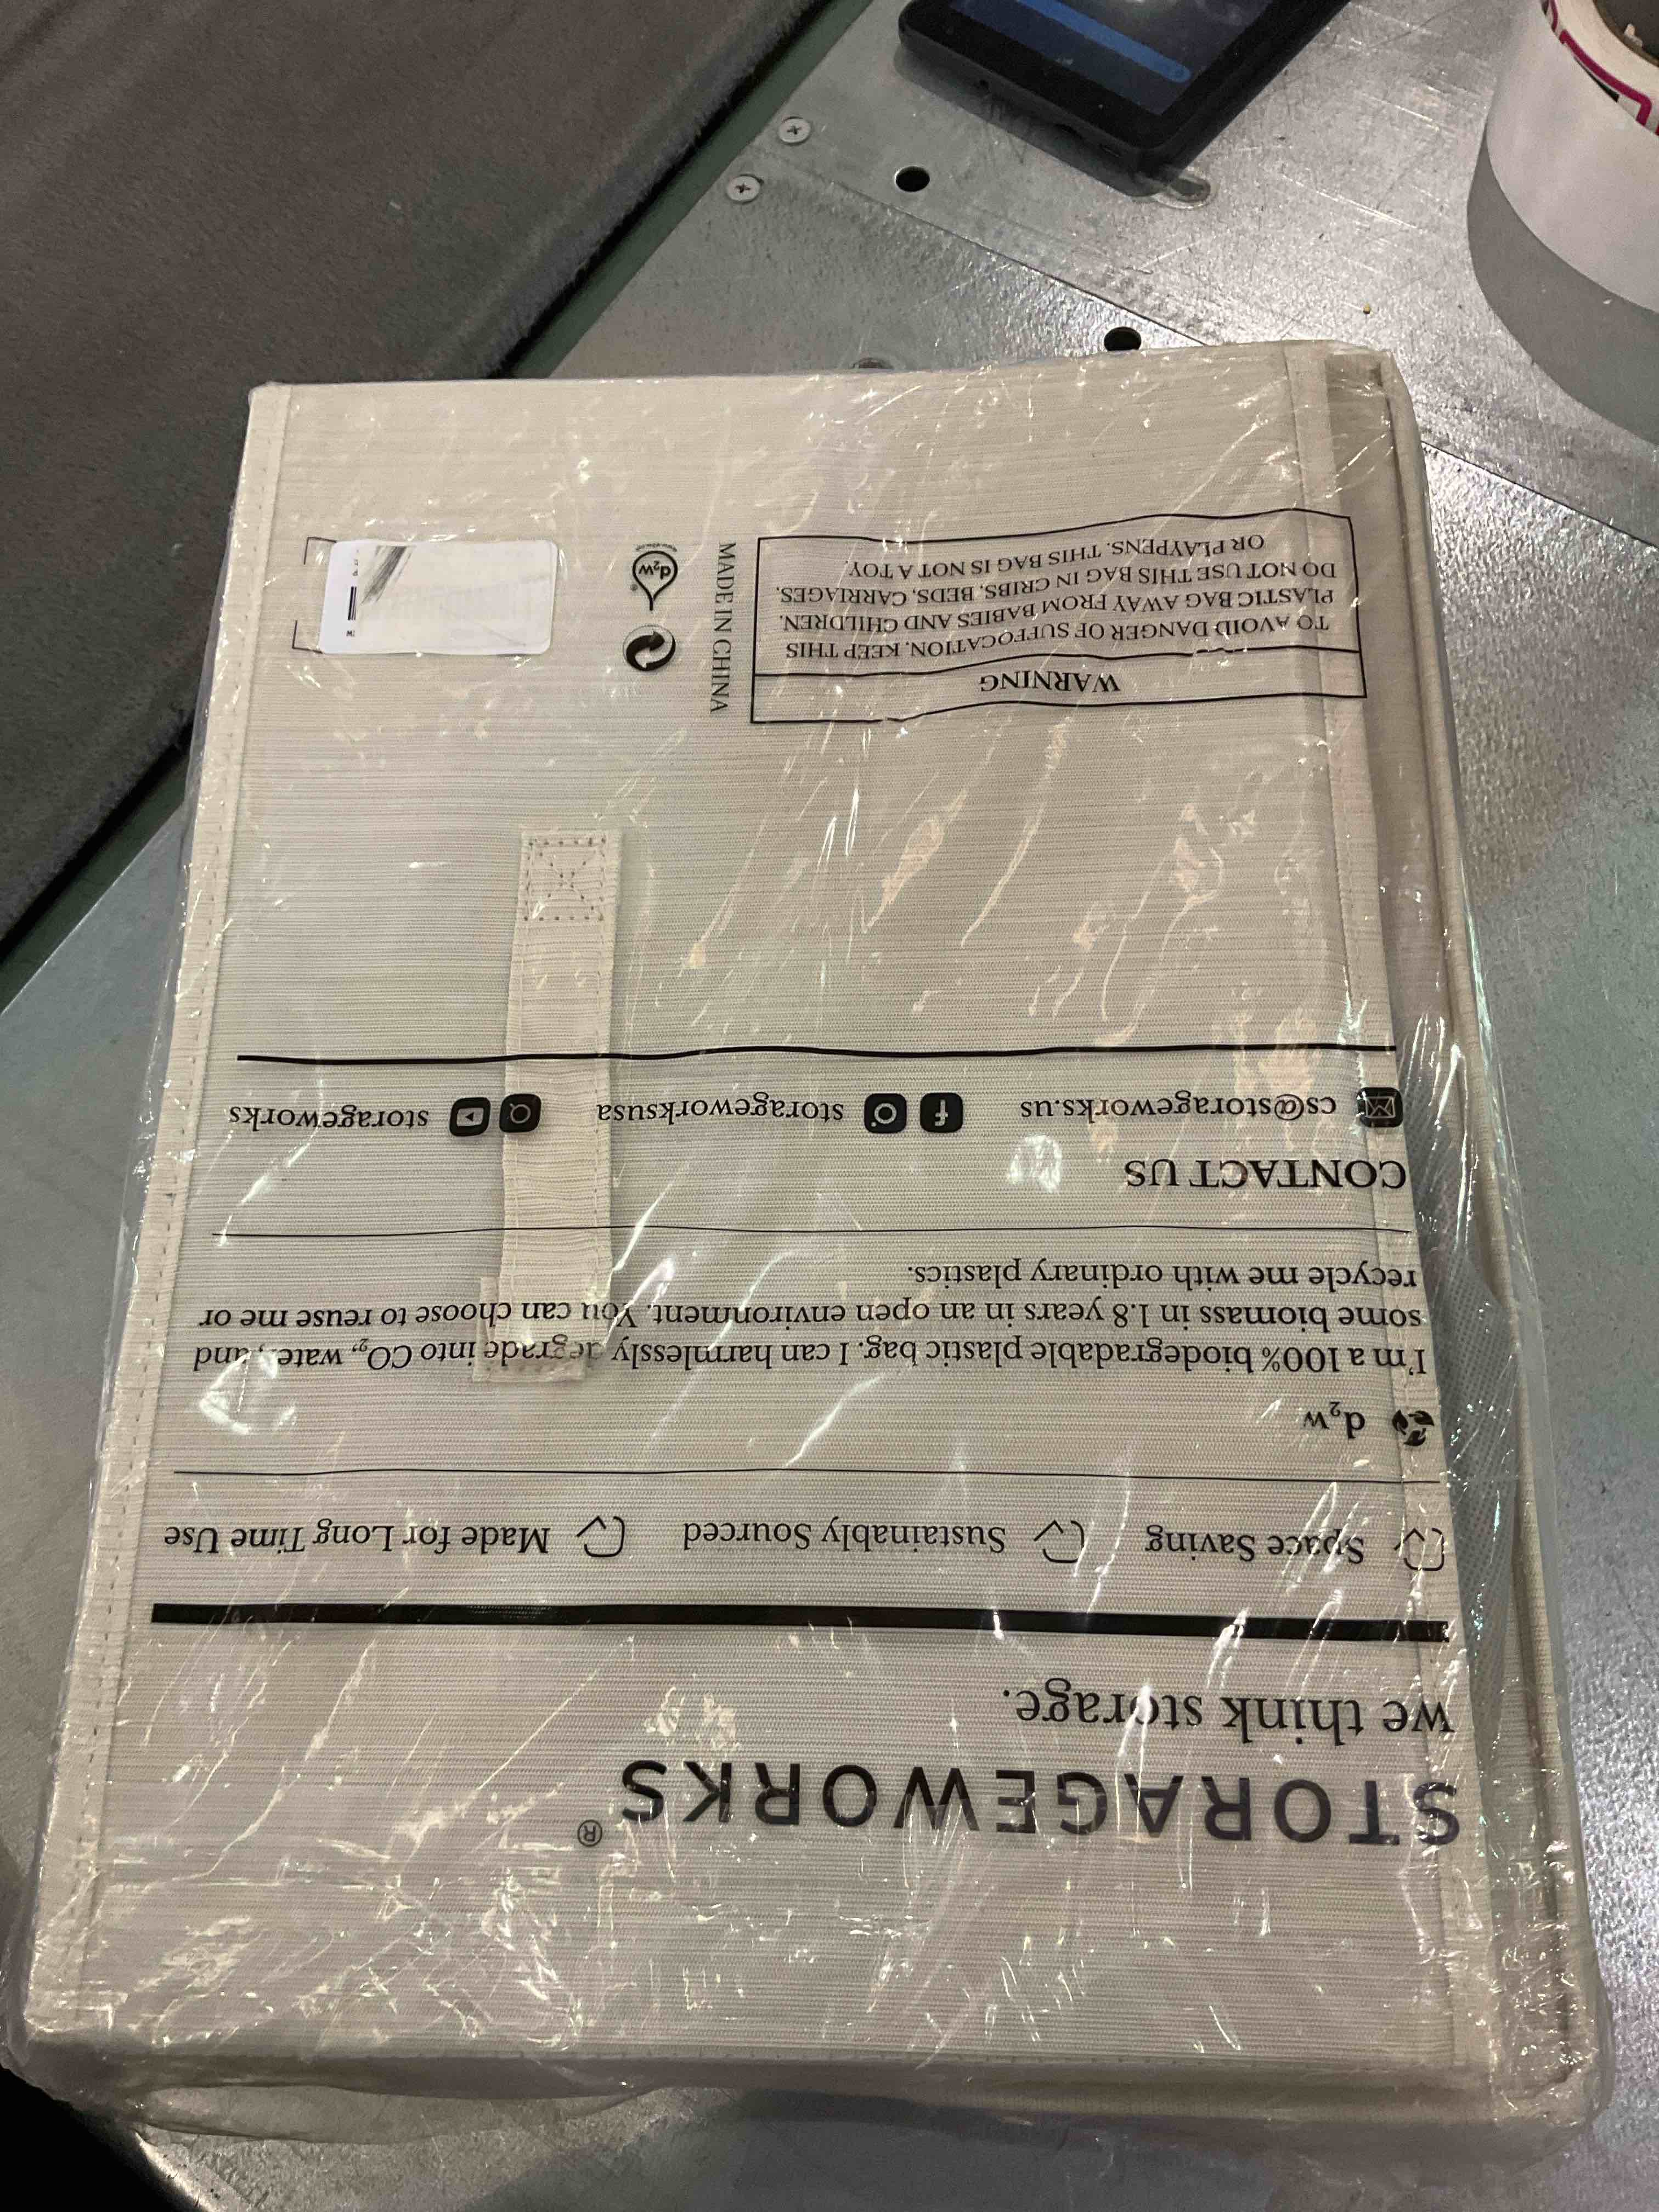 STORAGEWORKS®
we think storage.
Space Saving Sustainably Sourced Made for Long Time Use
d₂w
I'm a 100% biodegradable plastic bag. I can harmlessly degrade into CO₂, water, and
some biomass in 1.8 years in an open environment. You can choose to reuse me or
recycle me with ordinary plastics.
CONTACT US
cs@storageworks.us storageworksusa storageworks
WARNING
TO AVOID DANGER OF SUFFOCATION, KEEP THIS
PLASTIC BAG AWAY FROM BABIES AND CHILDREN.
DO NOT USE THIS BAG IN CRIBS, BEDS, CARRIAGES,
OR PLAYPENS. THIS BAG IS NOT A TOY.
MADE IN CHINA
d₂w